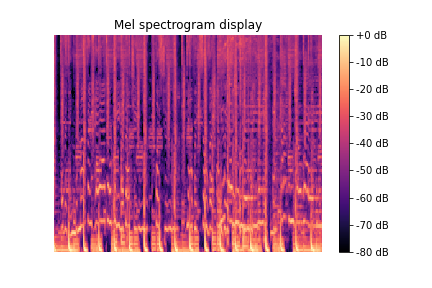 Mel spectrogram display
+0 dB
-10 dB
-20 dB
-30 dB
-40 dB
-50 dB
-60 dB
-70 dB
-80 dB